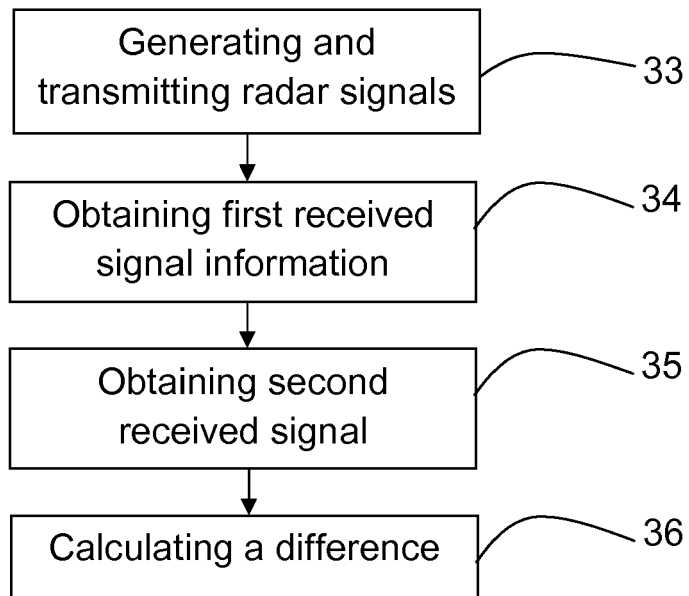 Generating and
transmitting radar signals
33
Obtaining first received
signal information
34
Obtaining second
received signal
35
Calculating a difference
36